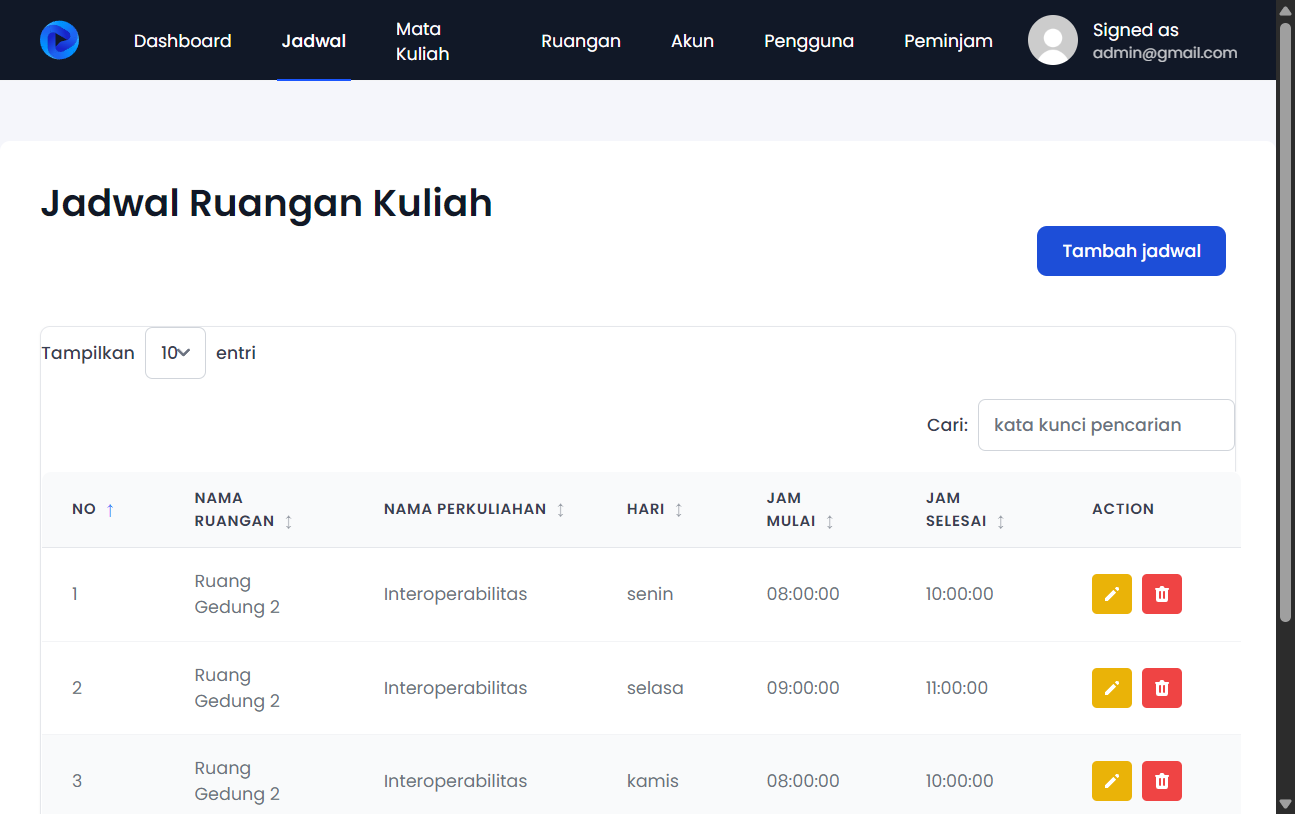 Dashboard Jadwal Mata Kuliah Ruangan Akun Pengguna Peminjam Signed as
admin@gmail.com
Jadwal Ruangan Kuliah
Tambah jadwal
Tampilkan 10 entri
Cari: kata kunci pencarian
NO NAMA RUANGAN NAMA PERKULIAHAN HARI JAM MULAI JAM SELESAI ACTION
1 Ruang Gedung 2 Interoperabilitas senin 08:00:00 10:00:00
2 Ruang Gedung 2 Interoperabilitas selasa 09:00:00 11:00:00
3 Ruang Gedung 2 Interoperabilitas kamis 08:00:00 10:00:00